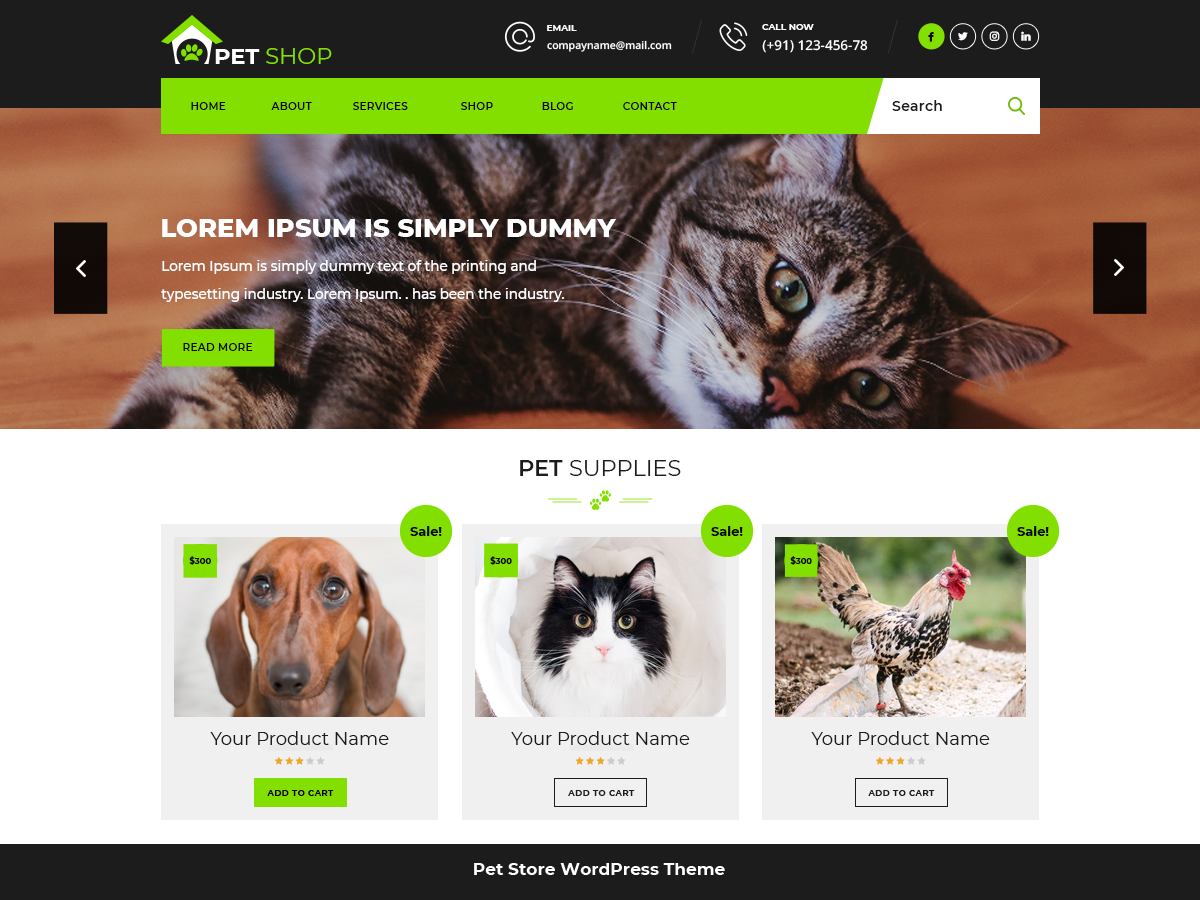 PET SHOP
EMAIL
compayname@mail.com
CALL NOW
(+91) 123-456-78
HOME
ABOUT
SERVICES
SHOP
BLOG
CONTACT
Search
LOREM IPSUM IS SIMPLY DUMMY
Lorem Ipsum is simply dummy text of the printing and
typesetting industry. Lorem Ipsum. . has been the industry.
READ MORE
PET SUPPLIES
Sale!
$300
Your Product Name
ADD TO CART
Sale!
$300
Your Product Name
ADD TO CART
Sale!
$300
Your Product Name
ADD TO CART
Pet Store WordPress Theme